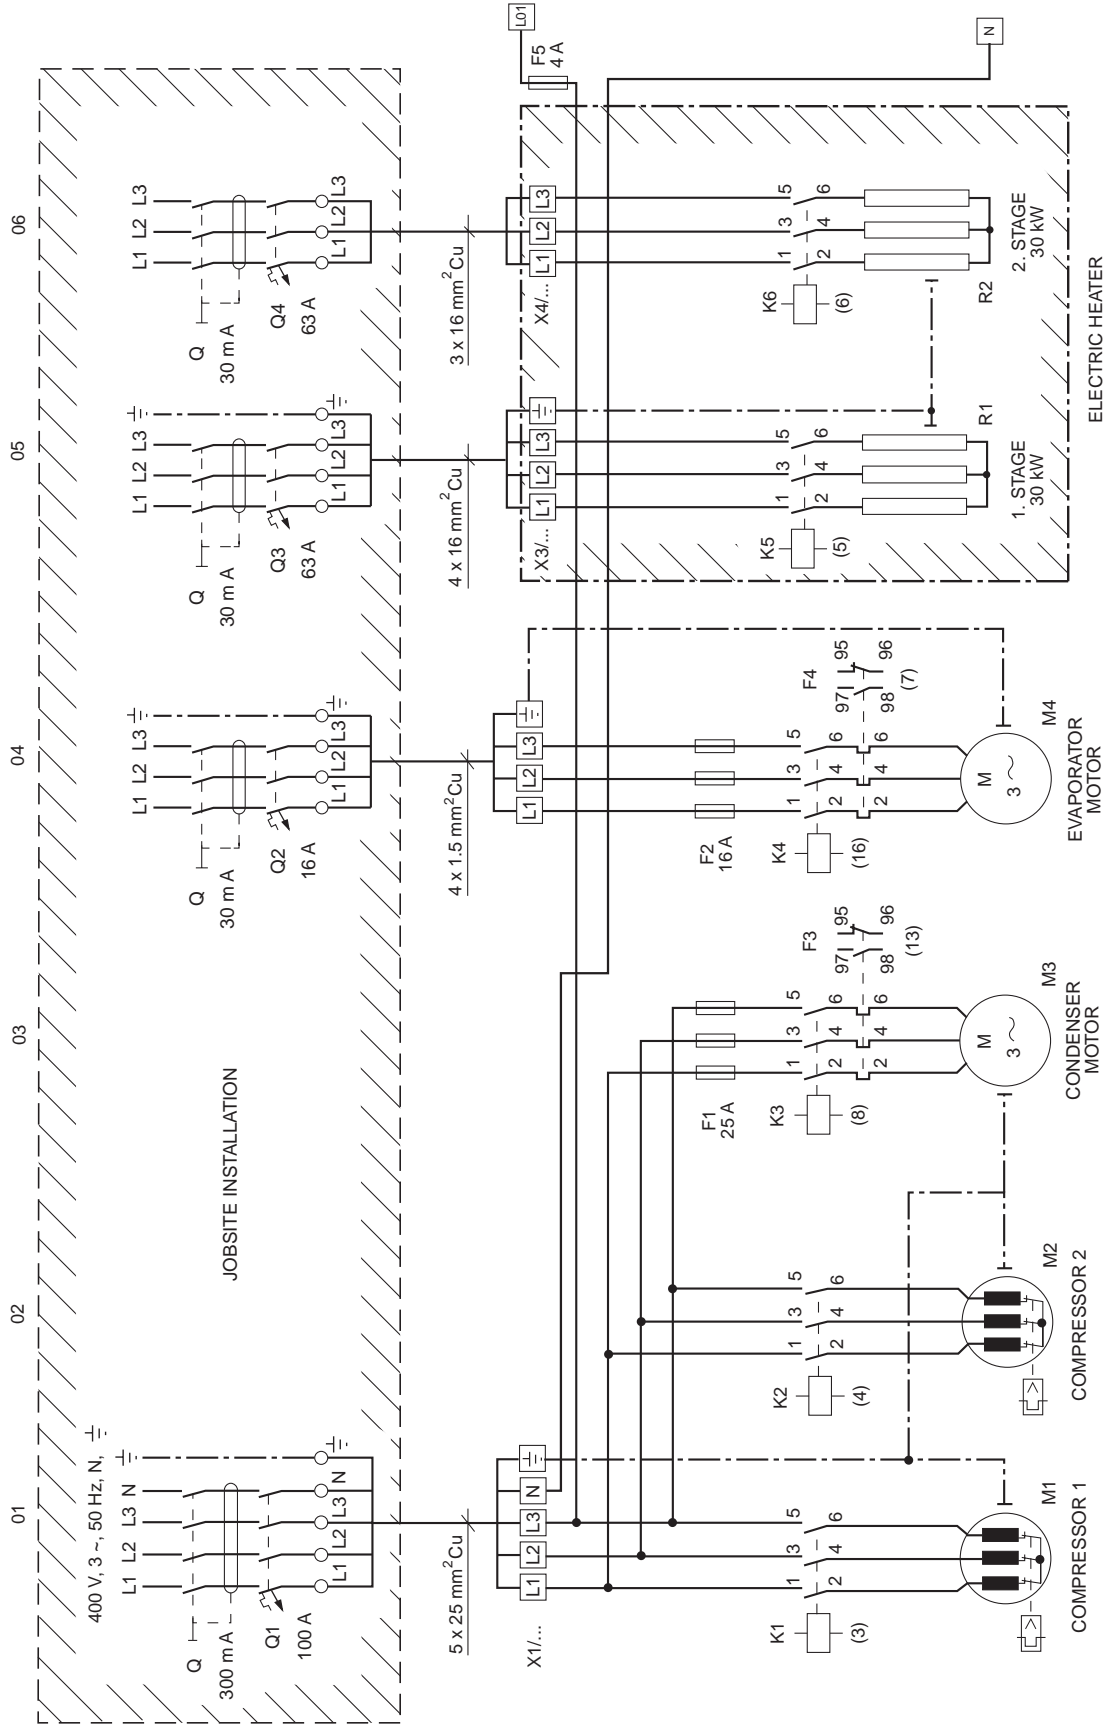 01
02
03
04
05
06
400 V, 3 ~, 50 Hz, N,
L1
L2
L3
N
Q
300 m A
Q1
100 A
L1
L2
L3
N
JOBSITE INSTALLATION
L1
L2
L3
Q
30 m A
Q2
16 A
L1
L2
L3
L1
L2
L3
Q
30 m A
Q3
63 A
L1
L2
L3
L1
L2
L3
Q
30 m A
Q4
63 A
L1
L2
L3
5 x 25 mm² Cu
4 x 1.5 mm² Cu
4 x 16 mm² Cu
3 x 16 mm² Cu
X1/...
L1
L2
L3
N
L1
L2
L3
X3/...
L1
L2
L3
X4/...
L1
L2
L3
F5
4 A
L01
N
K1
(3)
1
3
5
2
4
6
M1
COMPRESSOR 1
K2
(4)
1
3
5
2
4
6
M2
COMPRESSOR 2
F1
25 A
K3
(8)
1
3
5
2
4
6
2
4
6
F3
97
95
98
96
(13)
M
3 ~
M3
CONDENSER
MOTOR
F2
16 A
K4
(16)
1
3
5
2
4
6
2
4
6
F4
97
95
98
96
(7)
M
3 ~
M4
EVAPORATOR
MOTOR
K5
(5)
1
3
5
2
4
6
R1
1. STAGE
30 kW
K6
(6)
1
3
5
2
4
6
R2
2. STAGE
30 kW
ELECTRIC HEATER